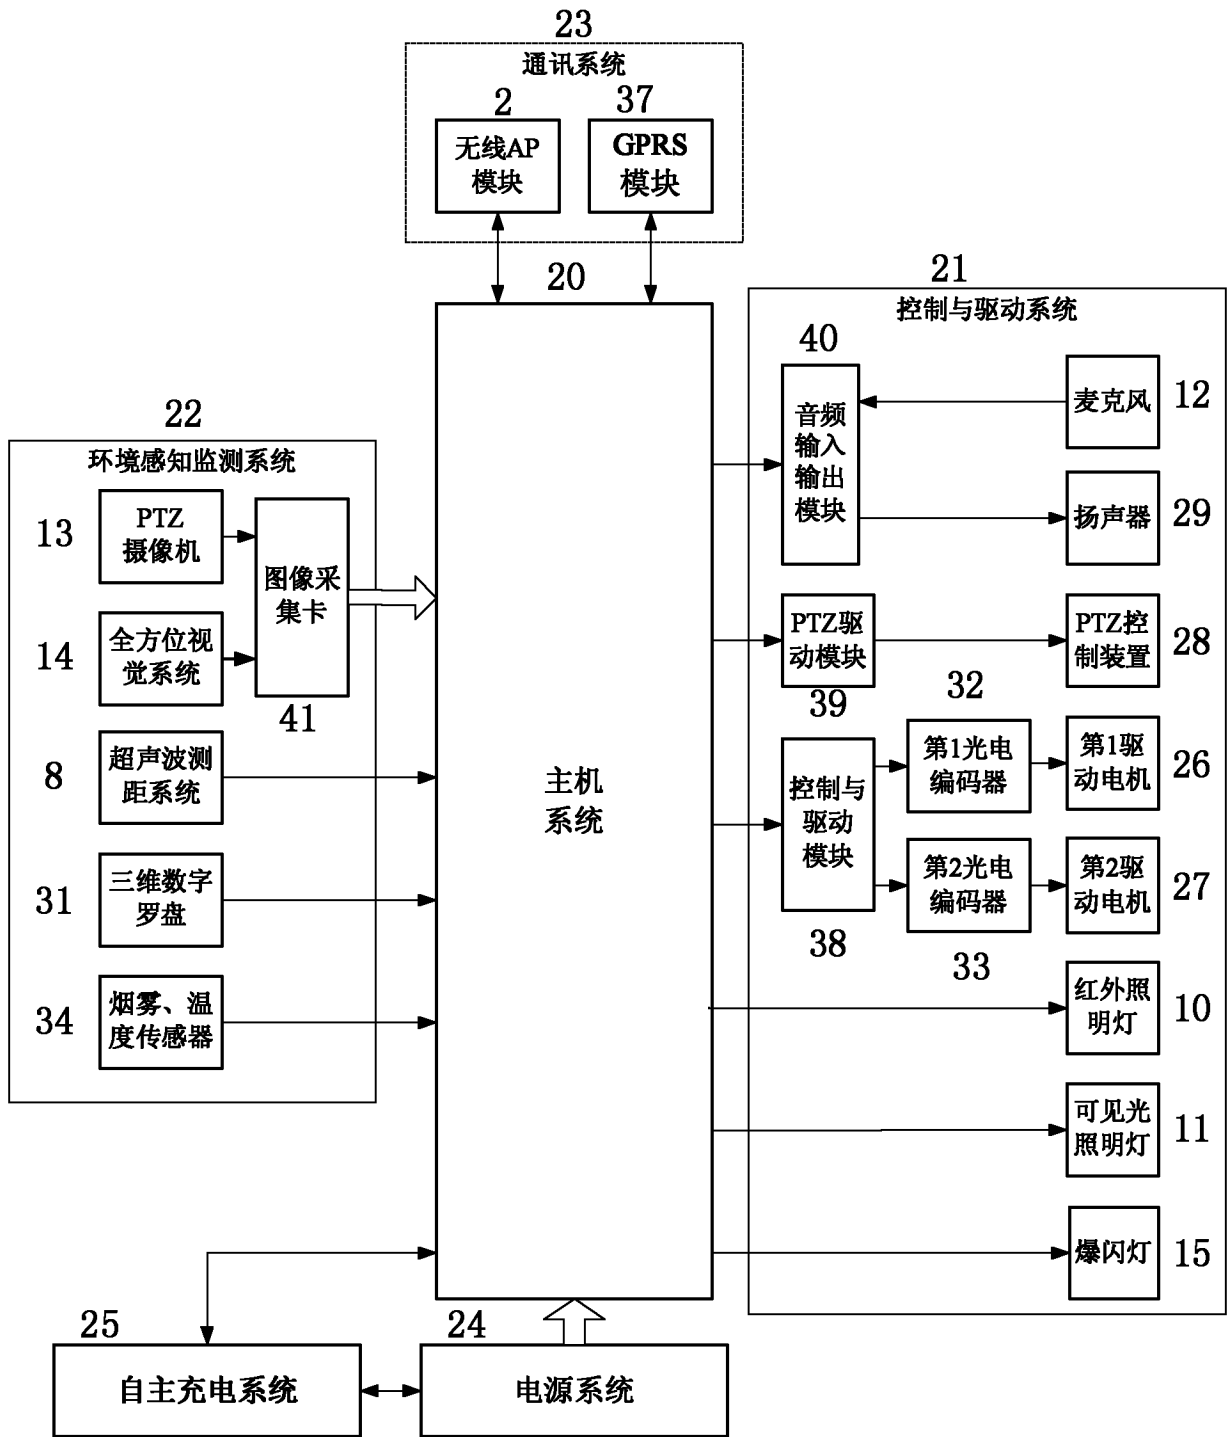 23
通讯系统
2
37
无线AP
模块
GPRS
模块
20
主机
系统
22
环境感知监测系统
13
PTZ
摄像机
14
全方位视
觉系统
图像采
集卡
41
8
超声波测
距系统
31
三维数字
罗盘
34
烟雾、温
度传感器
21
控制与驱动系统
40
音频
输入
输出
模块
麦克风
12
扬声器
29
PTZ驱
动模块
39
PTZ控
制装置
28
32
第1光电
编码器
第1驱
动电机
26
控制与
驱动
模块
38
第2光电
编码器
33
第2驱
动电机
27
红外照
明灯
10
可见光
照明灯
11
爆闪灯
15
25
自主充电系统
24
电源系统